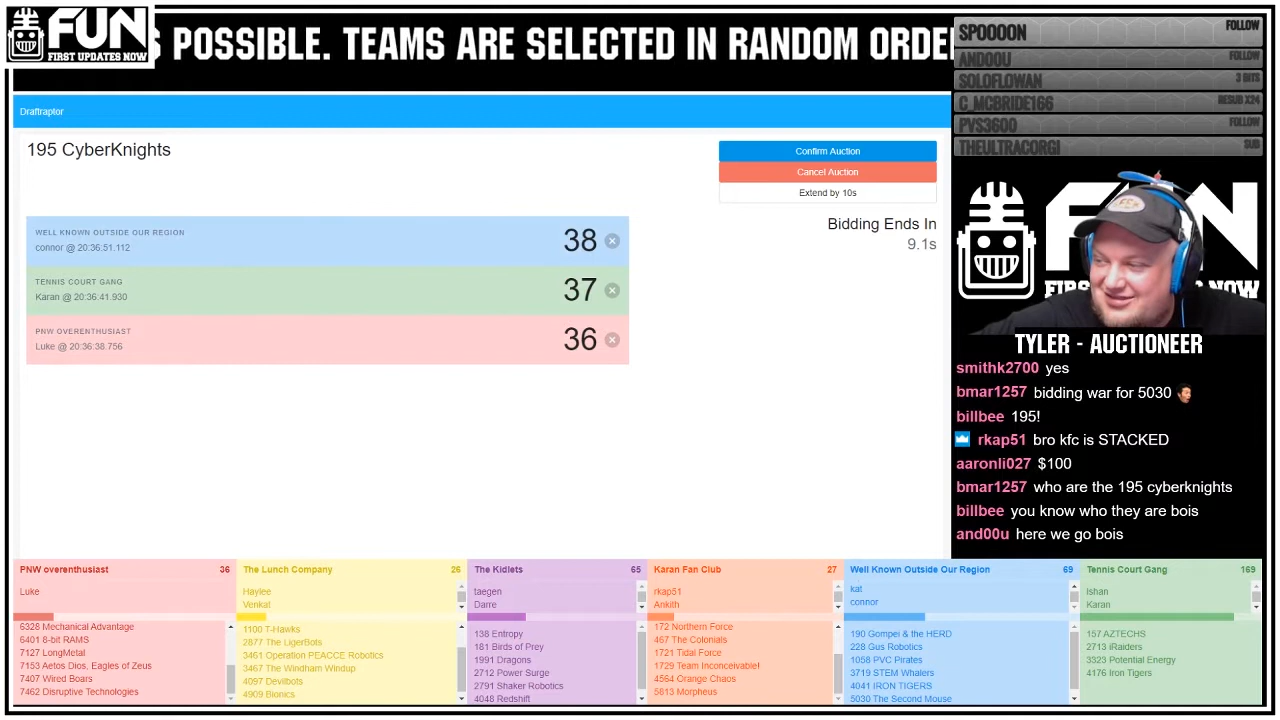 FUN
FIRST UPDATES NOW
S POSSIBLE. TEAMS ARE SELECTED IN RANDOM ORDE
Draftraptor
195 CyberKnights
Confirm Auction
Cancel Auction
Extend by 10s
WELL KNOWN OUTSIDE OUR REGION
connor @ 20:36:51.112
38
TENNIS COURT GANG
Karan @ 20:36:41.930
37
PNW OVERENTHUSIAST
Luke @ 20:36:38.756
36
Bidding Ends In
9.1s
SPOOOON FOLLOW
AND00U FOLLOW
SOLOFLOWAN 3 BITS
C_MCBRIDE166 RESUB X24
PVS3600 FOLLOW
THEULTRACORGI SUB
TYLER - AUCTIONEER
smithk2700 yes
bmar1257 bidding war for 5030
billbee 195!
rkap51 bro kfc is STACKED
aaronli027 $100
bmar1257 who are the 195 cyberknights
billbee you know who they are bois
and00u here we go bois
PNW overenthusiast 36
Luke
6328 Mechanical Advantage
6401 8-bit RAMS
7127 LongMetal
7153 Aetos Dios, Eagles of Zeus
7407 Wired Boars
7462 Disruptive Technologies
The Lunch Company 26
Haylee
Venkat
1100 T-Hawks
2877 The LigerBots
3461 Operation PEACCE Robotics
3467 The Windham Windup
4097 Devilbots
4909 Bionics
The Kidlets 65
taegen
Darre
138 Entropy
181 Birds of Prey
1991 Dragons
2712 Power Surge
2791 Shaker Robotics
4048 Redshift
Karan Fan Club 27
rkap51
Ankith
172 Northern Force
467 The Colonials
1721 Tidal Force
1729 Team Inconceivable!
4564 Orange Chaos
5813 Morpheus
Well Known Outside Our Region 69
kat
connor
190 Gompei & the HERD
228 Gus Robotics
1058 PVC Pirates
3719 STEM Whalers
4041 IRON TIGERS
5030 The Second Mouse
Tennis Court Gang 169
Ishan
Karan
157 AZTECHS
2713 iRaiders
3323 Potential Energy
4176 Iron Tigers